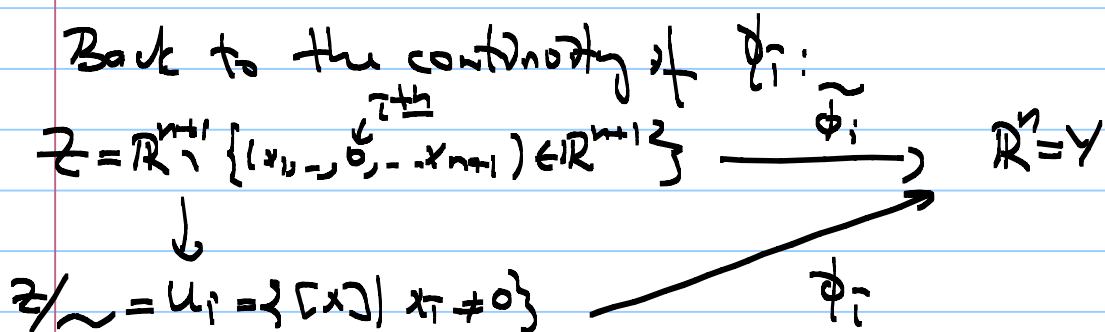 Back to the continuity of ϕᵢ:
Z = ℝⁿ⁺¹ \ {(x₁, _, 0, - - xₙ₊₁) ∈ ℝⁿ⁺¹} ⟶ ℝⁿ = Y
iᵗʰ
ϕ̃ᵢ
↓
Z/∼ = Uᵢ = {[x] | xᵢ ≠ 0}
ϕᵢ